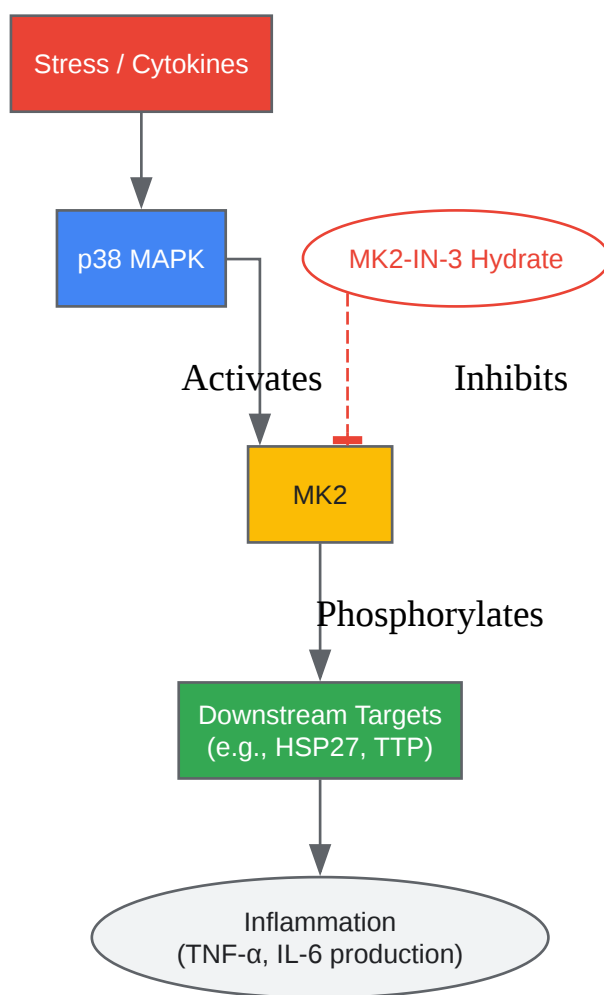 Stress / Cytokines
p38 MAPK
MK2-IN-3 Hydrate
Activates
Inhibits
MK2
Phosphorylates
Downstream Targets
(e.g., HSP27, TTP)
Inflammation
(TNF-α, IL-6 production)